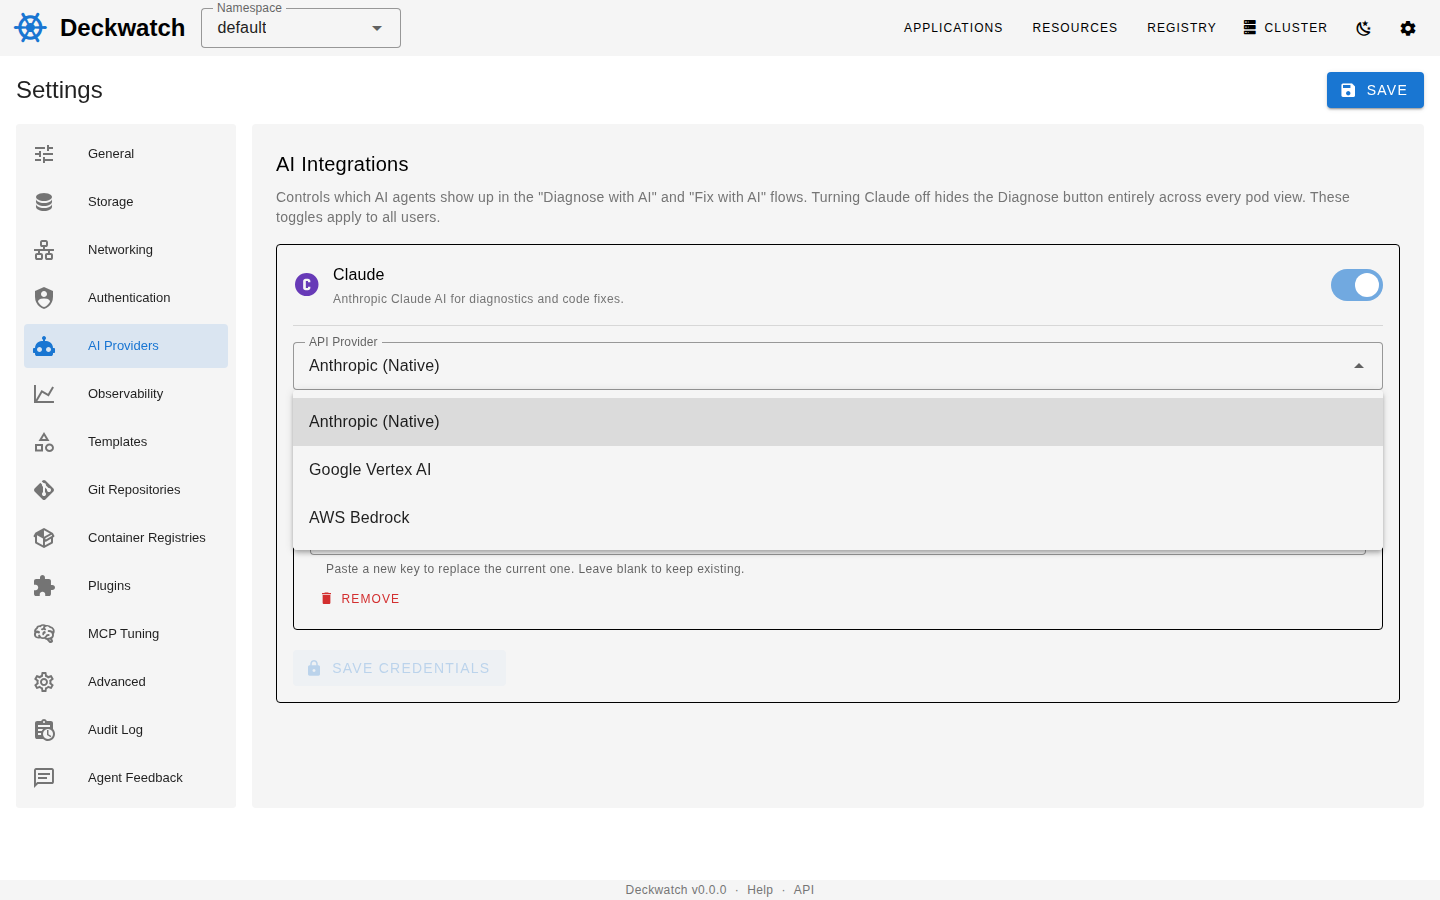 Deckwatch
Namespace
default
APPLICATIONS
RESOURCES
REGISTRY
CLUSTER
Settings
SAVE
General
Storage
Networking
Authentication
AI Providers
Observability
Templates
Git Repositories
Container Registries
Plugins
MCP Tuning
Advanced
Audit Log
Agent Feedback
AI Integrations
Controls which AI agents show up in the "Diagnose with AI" and "Fix with AI" flows. Turning Claude off hides the Diagnose button entirely across every pod view. These
toggles apply to all users.
C
Claude
Anthropic Claude AI for diagnostics and code fixes.
API Provider
Anthropic (Native)
Anthropic (Native)
Google Vertex AI
AWS Bedrock
Paste a new key to replace the current one. Leave blank to keep existing.
REMOVE
SAVE CREDENTIALS
Deckwatch v0.0.0 · Help · API